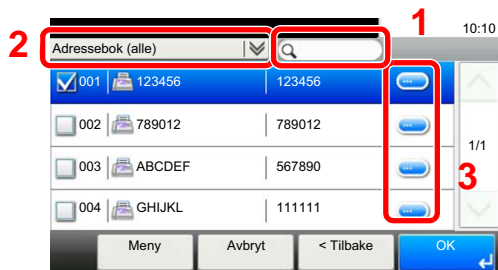 1
10:10
2
Adressebok (alle)
001 123456 123456
002 789012 789012
1/1
003 ABCDEF 567890
3
004 GHIJKL 111111
Meny Avbryt < Tilbake OK